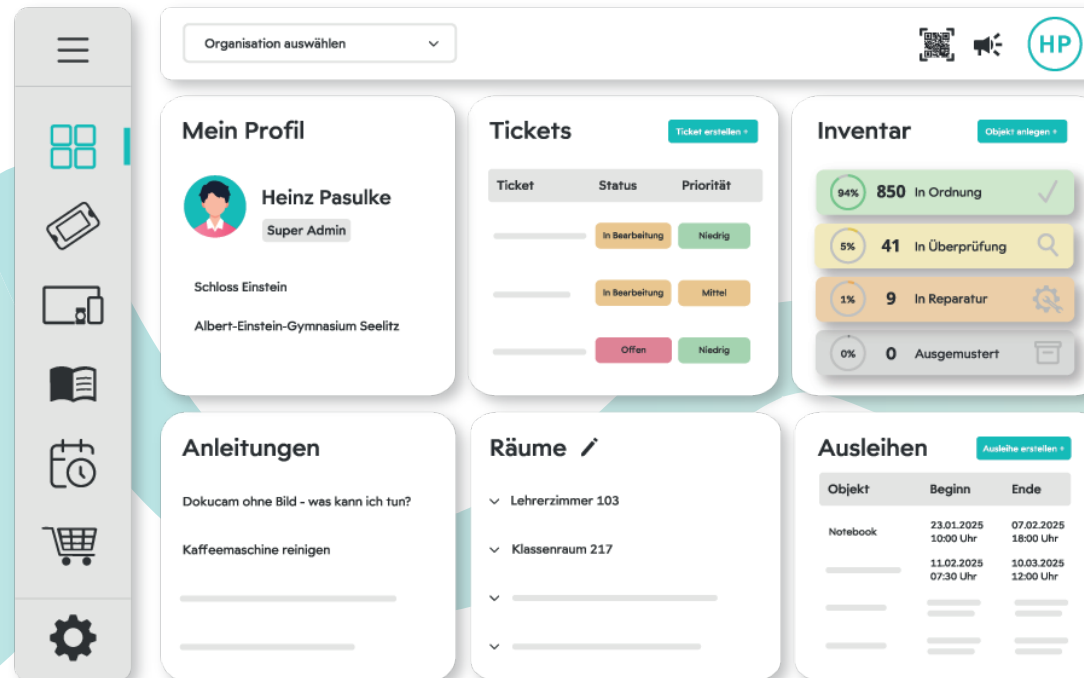 Organisation auswählen
HP
Mein Profil
Heinz Pasulke
Super Admin
Schloss Einstein
Albert-Einstein-Gymnasium Seelitz
Tickets
Ticket erstellen +
Ticket Status Priorität
In Bearbeitung Niedrig
In Bearbeitung Mittel
Offen Niedrig
Inventar
Objekt anlegen +
94% 850 In Ordnung
5% 41 In Überprüfung
1% 9 In Reparatur
0% 0 Ausgemustert
Anleitungen
Dokucam ohne Bild - was kann ich tun?
Kaffeemaschine reinigen
Räume
Lehrerzimmer 103
Klassenraum 217
Ausleihen
Ausleihe erstellen +
Objekt Beginn Ende
Notebook 23.01.2025 07.02.2025
10:00 Uhr 18:00 Uhr
11.02.2025 10.03.2025
07:30 Uhr 12:00 Uhr